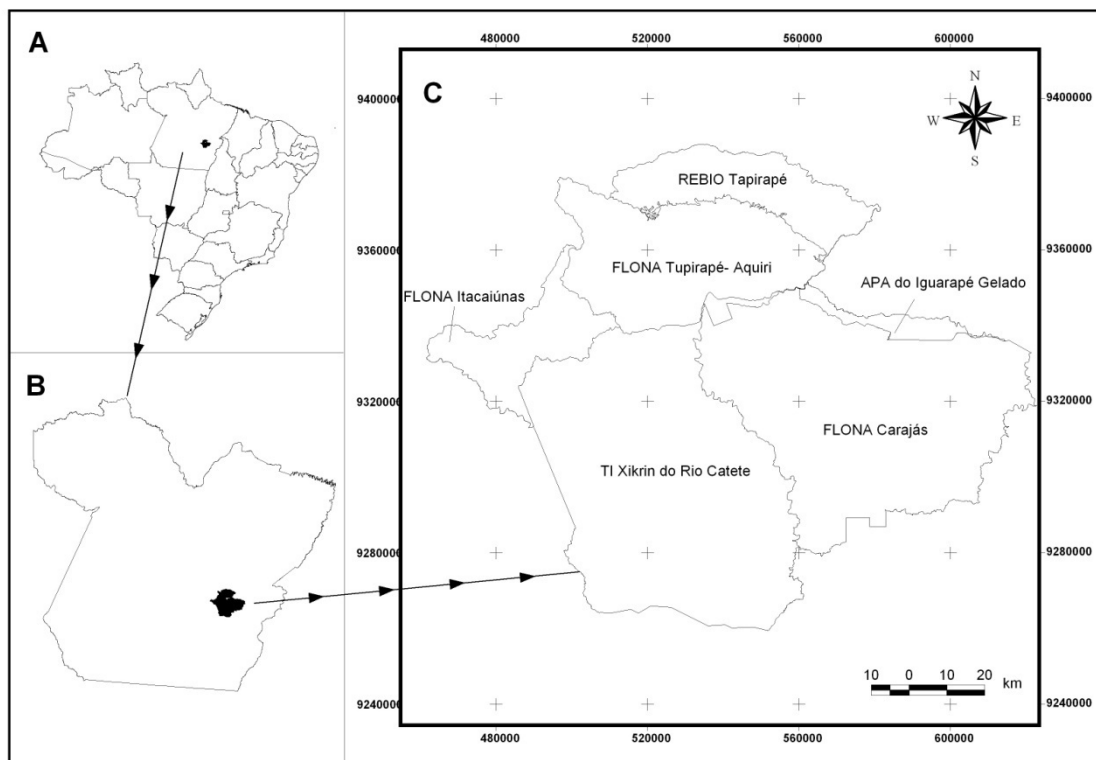 A
B
C
480000 520000 560000 600000
9400000 9400000
N
W E
S
REBIO Tapirapé
9360000 9360000
FLONA Tupirapé- Aquiri
FLONA Itacaiúnas
APA do Iguarapé Gelado
9320000 9320000
FLONA Carajás
TI Xikrin do Rio Catete
9280000 9280000
10 0 10 20 km
9240000 9240000
480000 520000 560000 600000